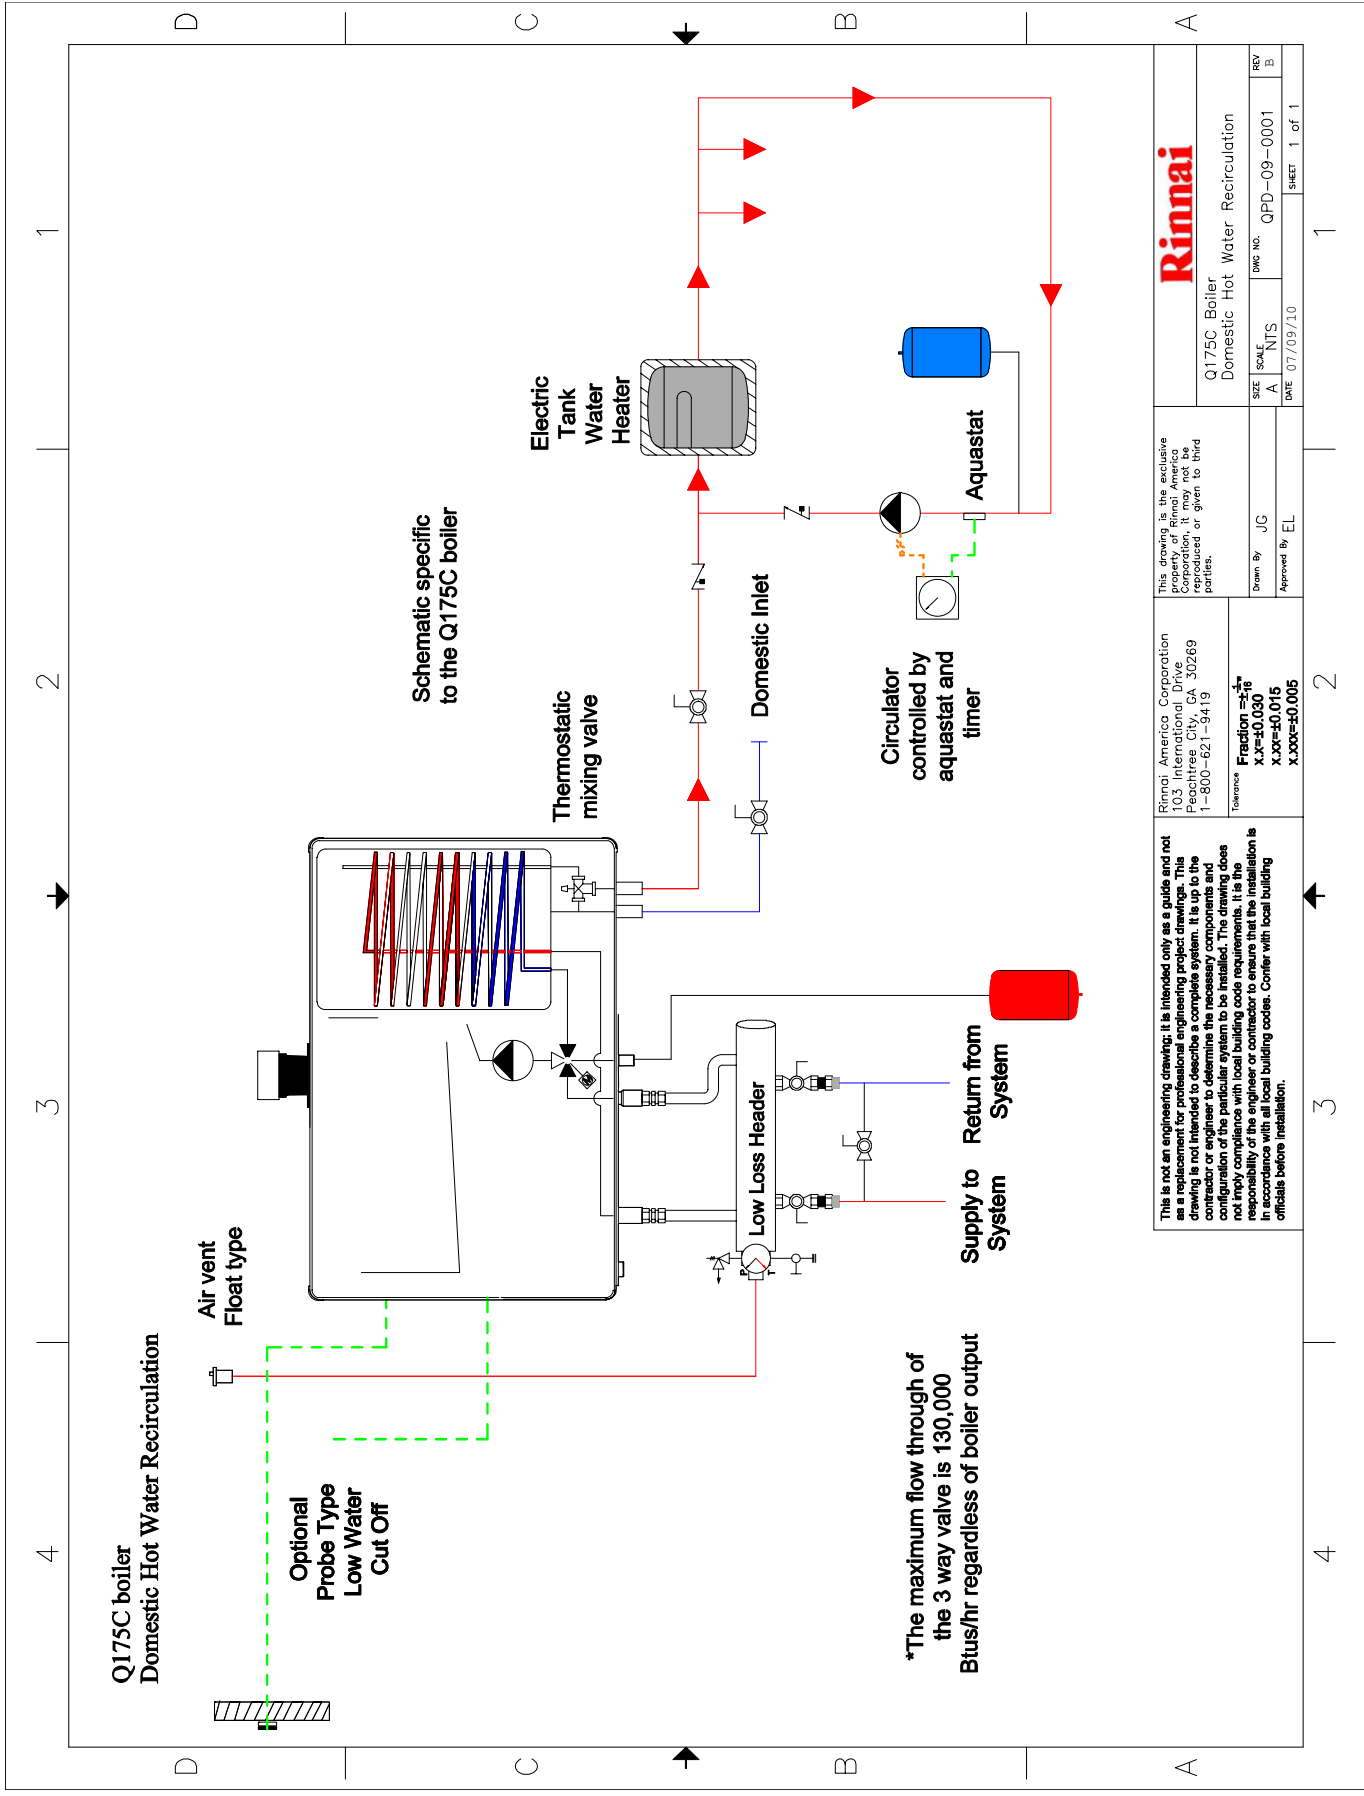 Q175C boiler
Domestic Hot Water Recirculation
Air vent
Float type
Optional
Probe Type
Low Water
Cut Off
Schematic specific
to the Q175C boiler
Thermostatic
mixing valve
Electric
Tank
Water
Heater
Domestic Inlet
Aquastat
Circulator
controlled by
aquastat and
timer
M
Low Loss Header
P
T
Supply to
System
Return from
System
*The maximum flow through of
the 3 way valve is 130,000
Btus/hr regardless of boiler output
This is not an engineering drawing; it is intended only as a guide and not
as a replacement for professional engineering project drawings. This
drawing is not intended to describe a complete system. It is up to the
contractor or engineer to determine the necessary components and
configuration of the particular system to be installed. The drawing does
not imply compliance with local building code requirements. It is the
responsibility of the engineer or contractor to ensure that the installation is
in accordance with all local building codes. Confer with local building
officials before installation.
Rinnai America Corporation
103 International Drive
Peachtree City, GA 30269
1-800-621-9419
Tolerance
Fraction =±1/16"
X.X=±0.030
X.XX=±0.015
X.XXX=±0.005
This drawing is the exclusive
property of Rinnai America
Corporation, it may not be
reproduced or given to third
parties.
Drawn By JG
Approved By EL
Rinnai
Q175C Boiler
Domestic Hot Water Recirculation
SIZE A
SCALE NTS
DWG NO. QPD-09-0001
REV B
DATE 07/09/10
SHEET 1 of 1
4
3
2
1
4
3
2
1
D
C
B
A
D
C
B
A